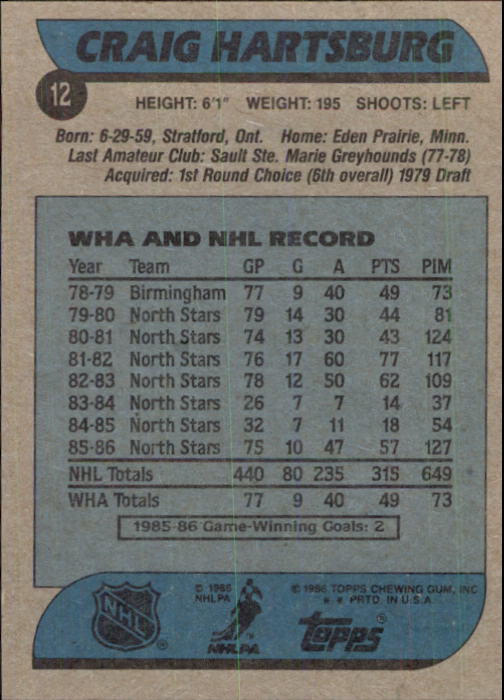 CRAIG HARTSBURG
12
HEIGHT: 6'1" WEIGHT: 195 SHOOTS: LEFT
Born: 6-29-59, Stratford, Ont. Home: Eden Prairie, Minn.
Last Amateur Club: Sault Ste. Marie Greyhounds (77-78)
Acquired: 1st Round Choice (6th overall) 1979 Draft
WHA AND NHL RECORD
Year Team GP G A PTS PIM
78-79 Birmingham 77 9 40 49 73
79-80 North Stars 79 14 30 44 81
80-81 North Stars 74 13 30 43 124
81-82 North Stars 76 17 60 77 117
82-83 North Stars 78 12 50 62 109
83-84 North Stars 26 7 7 14 37
84-85 North Stars 32 7 11 18 54
85-86 North Stars 75 10 47 57 127
NHL Totals 440 80 235 315 649
WHA Totals 77 9 40 49 73
1985-86 Game-Winning Goals: 2
© 1986 © 1986 TOPPS CHEWING GUM, INC
NHLPA ★ ★ PRTD. IN U.S.A.
NHL ® NHLPA topps ®